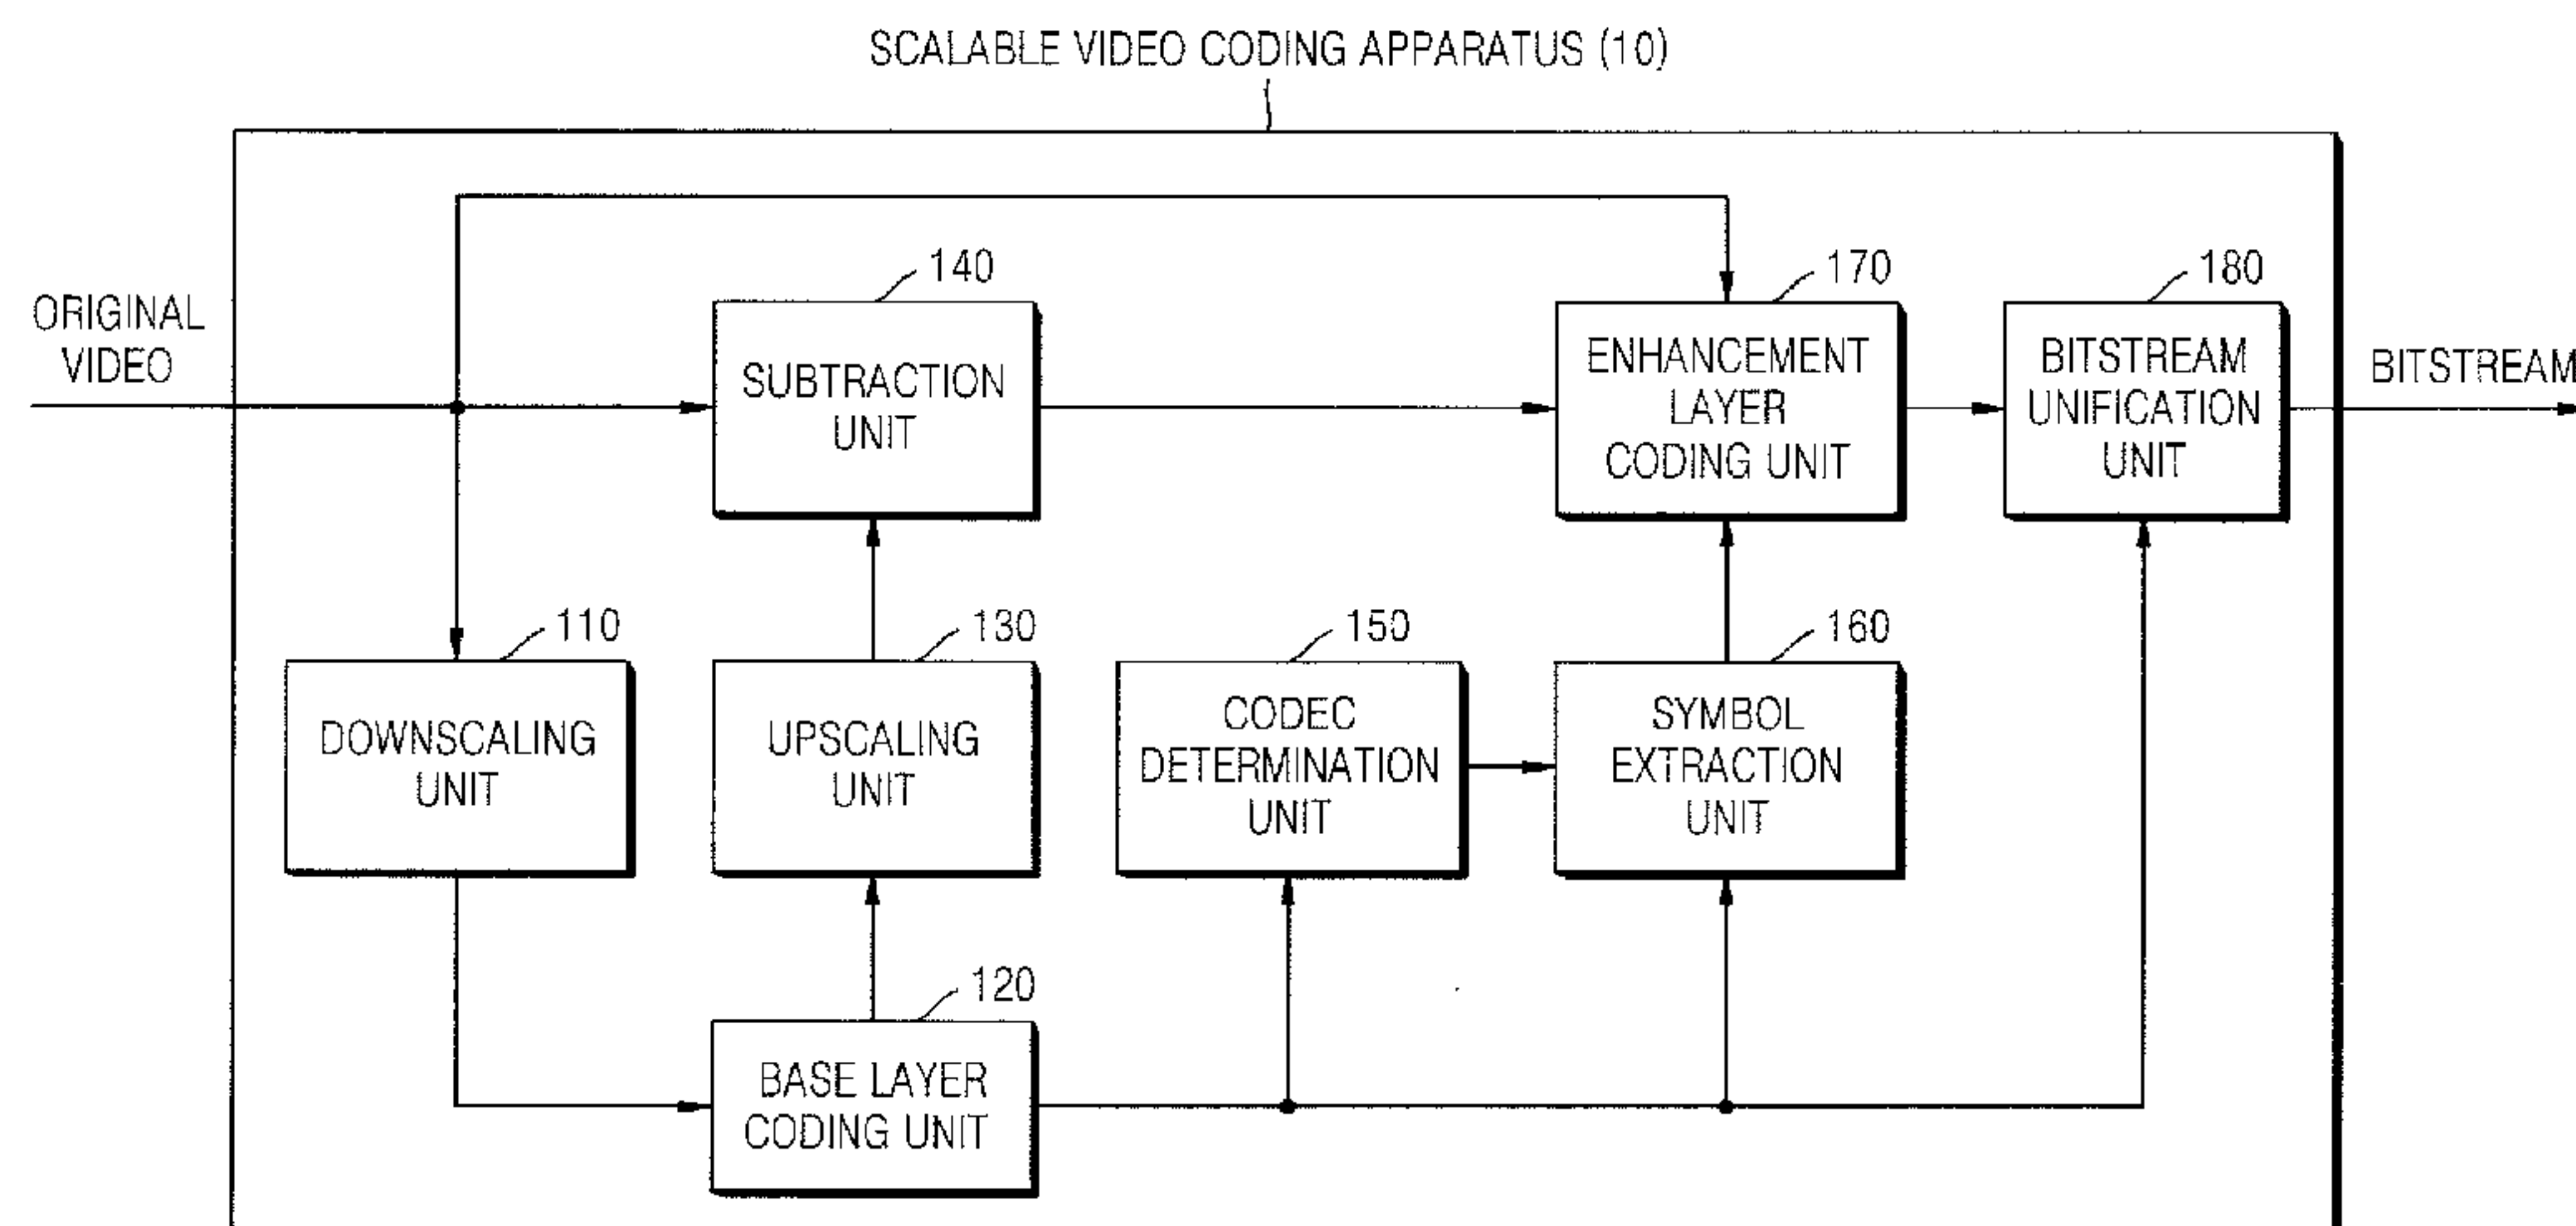 SCALABLE VIDEO CODING APPARATUS (10)
ORIGINAL
VIDEO
140
SUBTRACTION
UNIT
170
ENHANCEMENT
LAYER
CODING UNIT
180
BITSTREAM
UNIFICATION
UNIT
BITSTREAM
110
DOWNSCALING
UNIT
130
UPSCALING
UNIT
150
CODEC
DETERMINATION
UNIT
160
SYMBOL
EXTRACTION
UNIT
120
BASE LAYER
CODING UNIT